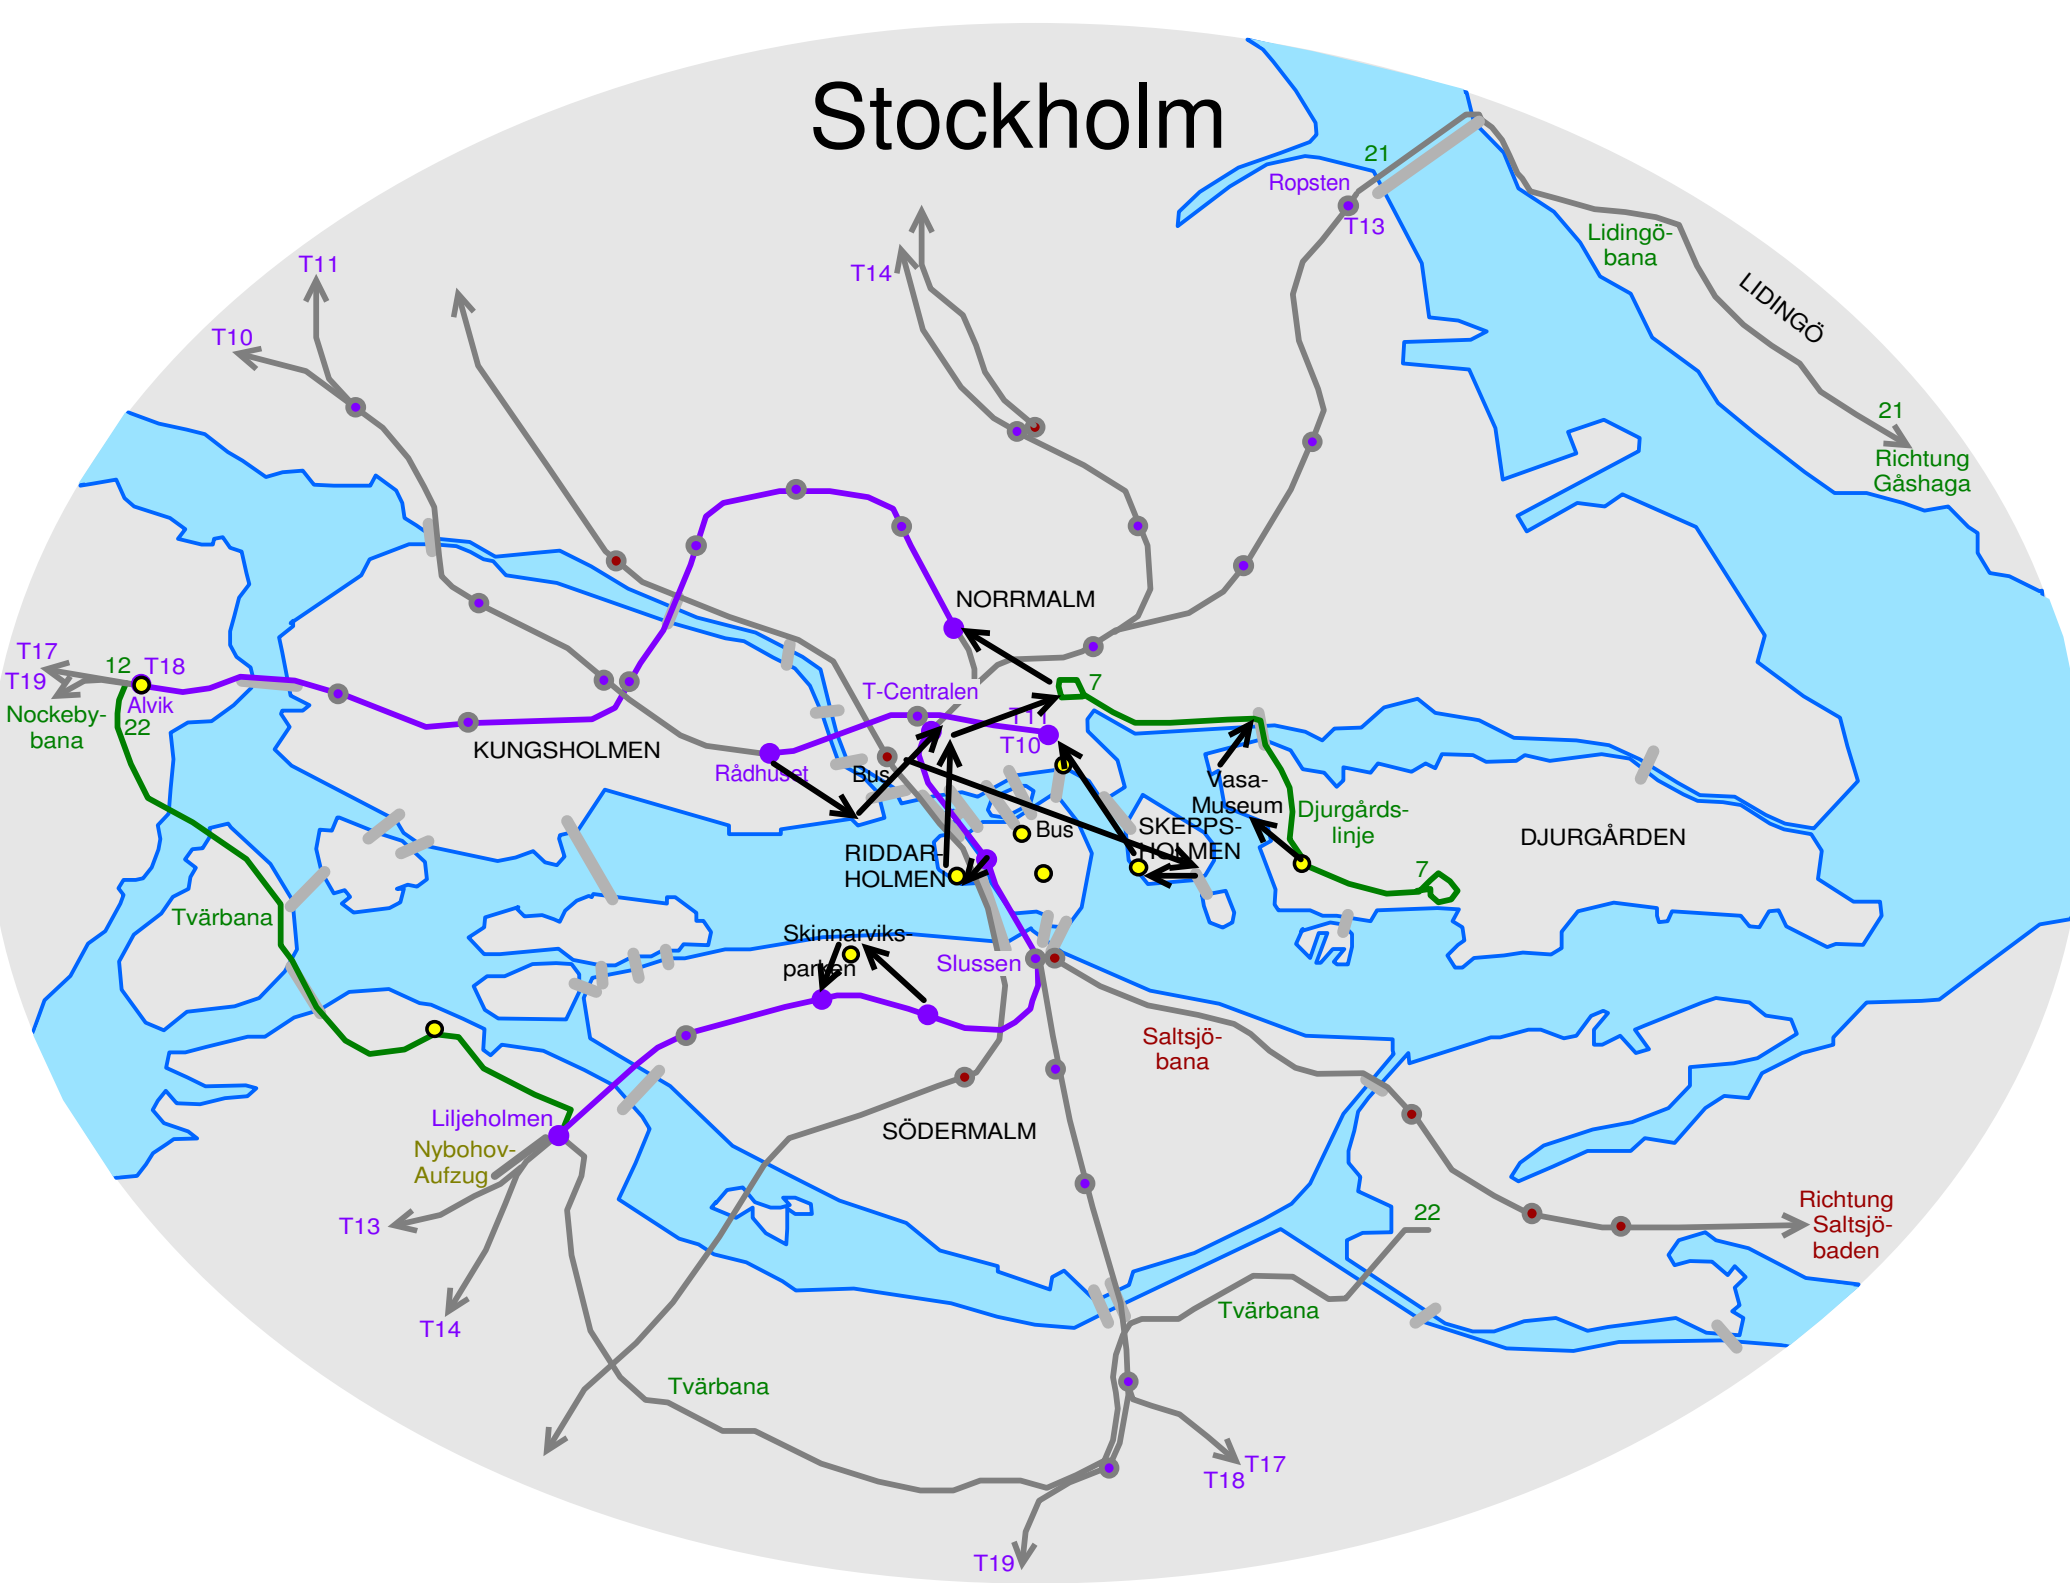 Stockholm
21
Ropsten
T13
Lidingö-
bana
LIDINGÖ
T11
T14
T10
21
Richtung
Gåshaga
NORRMALM
T17
T19
12
T18
Alvik
Nockeby-
bana
22
T-Centralen
7
T11
T10
KUNGSHOLMEN
Rådhuset
Bus
Vasa-
Museum
Djurgårds-
linje
DJURGÅRDEN
Bus
SKEPPS-
HOLMEN
RIDDAR-
HOLMEN
7
Tvärbana
Skinnarviks-
parken
Slussen
Saltsjö-
bana
Liljeholmen
Nybohov-
Aufzug
SÖDERMALM
T13
22
Richtung
Saltsjö-
baden
T14
Tvärbana
Tvärbana
T17
T18
T19